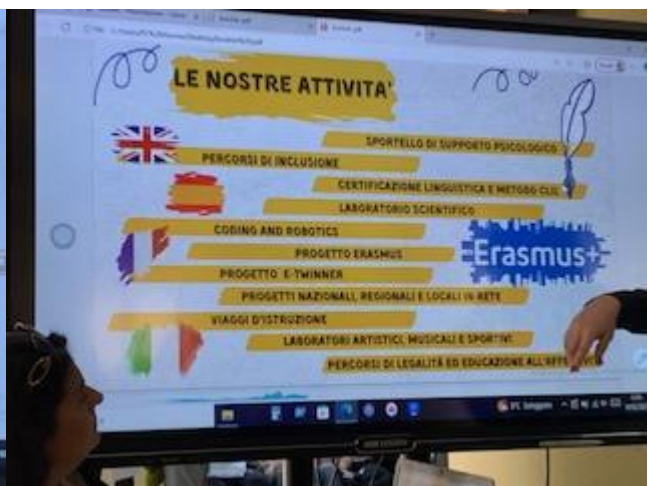 LE NOSTRE ATTIVITA'
SPORTELLO DI SUPPORTO PSICOLOGICO
PERCORSI DI INCLUSIONE
CERTIFICAZIONE LINGUISTICA E METODO CLIL
LABORATORIO SCIENTIFICO
CODING AND ROBOTICS
Erasmus+
PROGETTO ERASMUS
PROGETTO E-TWINNER
PROGETTI NAZIONALI, REGIONALI E LOCALI IN RETE
VIAGGI D'ISTRUZIONE
LABORATORI ARTISTICI, MUSICALI E SPORTIVI
PERCORSI DI LEGALITÀ ED EDUCAZIONE